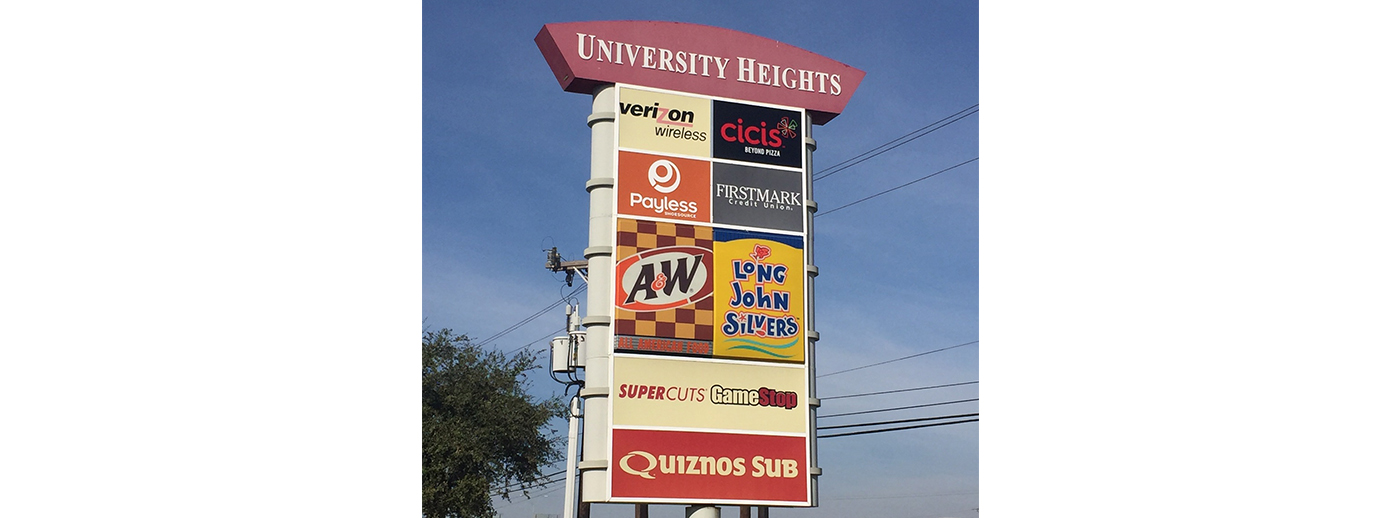 UNIVERSITY HEIGHTS
verizon
wireless
cicis
BEYOND PIZZA
Payless
SHOESOURCE
FIRSTMARK
Credit Union
A&W
ALL AMERICAN FOOD
LONG
JOHN
SILVER'S
SUPERCUTS
GameStop
QUIZNOS SUB